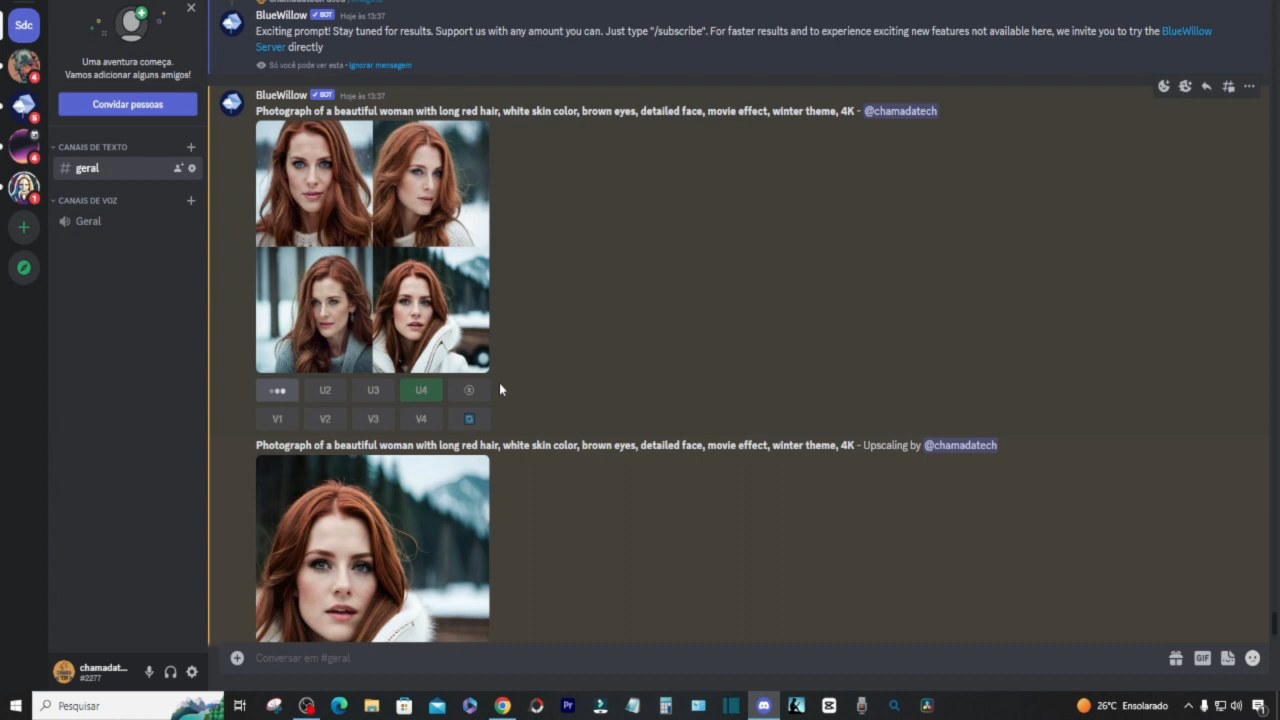 Sdc
Uma aventura começa.
Vamos adicionar alguns amigos!
Convidar pessoas
CANAIS DE TEXTO
geral
CANAIS DE VOZ
Geral
4
6
4
1
chamadat...
#2277
BlueWillow ✓ BOT Hoje às 13:37
Exciting prompt! Stay tuned for results. Support us with any amount you can. Just type "/subscribe". For faster results and to experience exciting new features not available here, we invite you to try the BlueWillow
Server directly
Só você pode ver esta • Ignorar mensagem
BlueWillow ✓ BOT Hoje às 13:37
Photograph of a beautiful woman with long red hair, white skin color, brown eyes, detailed face, movie effect, winter theme, 4K - @chamadatech
U2 U3 U4
V1 V2 V3 V4
Photograph of a beautiful woman with long red hair, white skin color, brown eyes, detailed face, movie effect, winter theme, 4K - Upscaling by @chamadatech
Conversar em #geral
GIF
Pesquisar
Pr
26°C Ensolarado